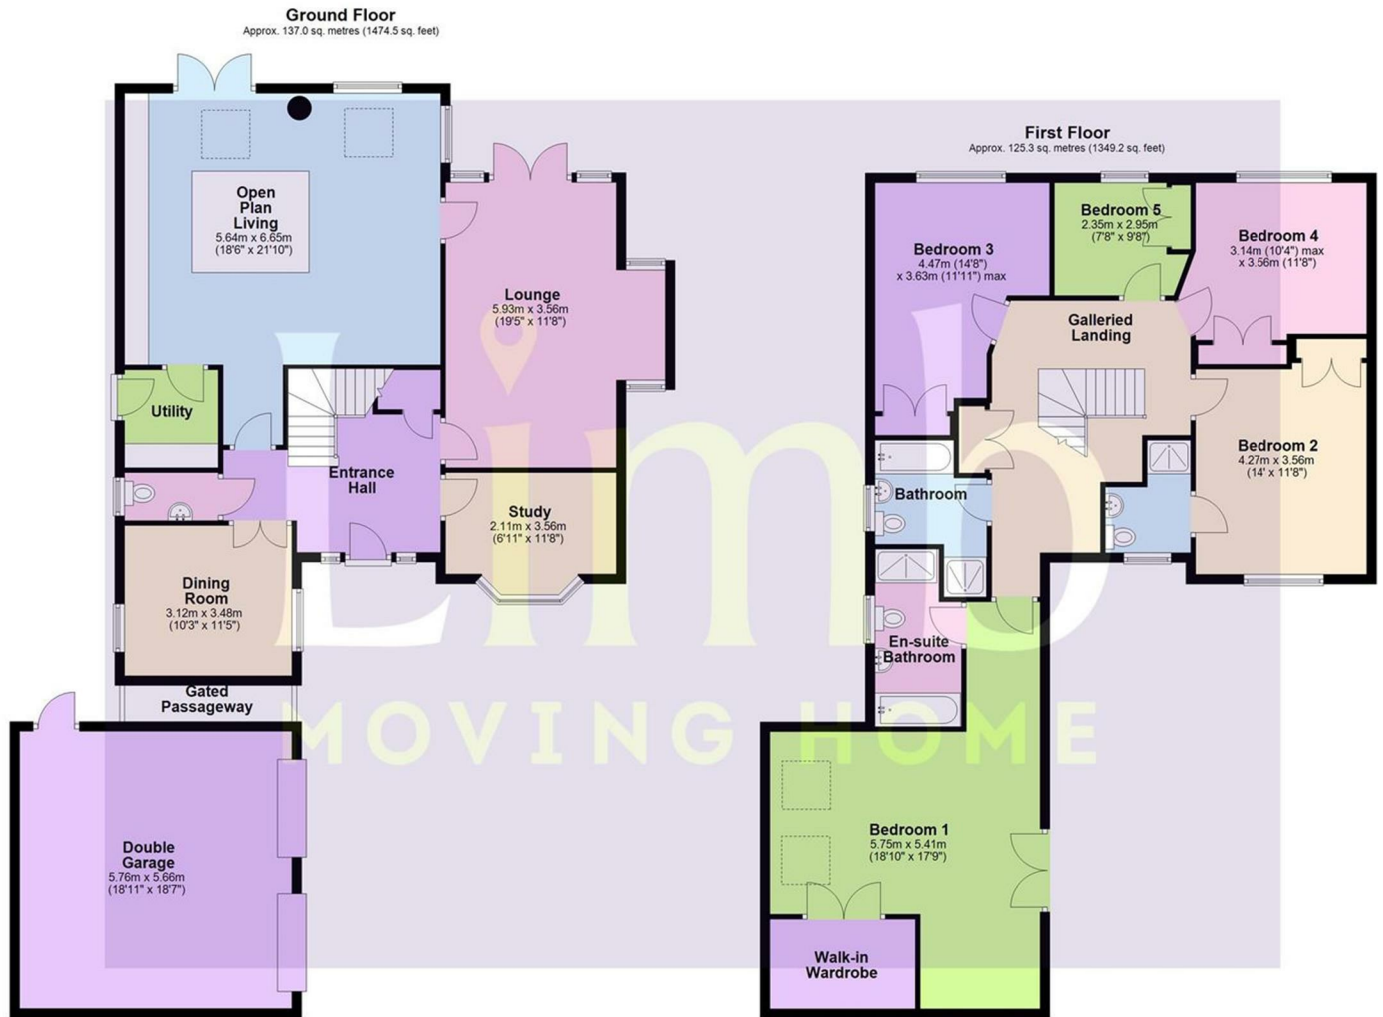 Ground Floor
Approx. 137.0 sq. metres (1474.5 sq. feet)
Open
Plan
Living
5.64m x 6.65m
(18'6" x 21'10")
Lounge
5.93m x 3.56m
(19'5" x 11'8")
Utility
Entrance
Hall
Study
2.11m x 3.56m
(6'11" x 11'8")
Dining
Room
3.12m x 3.48m
(10'3" x 11'5")
Gated
Passageway
Double
Garage
5.76m x 5.66m
(18'11" x 18'7")
First Floor
Approx. 125.3 sq. metres (1349.2 sq. feet)
Bedroom 3
4.47m (14'8")
x 3.63m (11'11") max
Bedroom 5
2.35m x 2.95m
(7'8" x 9'8")
Bedroom 4
3.14m (10'4") max
x 3.56m (11'8")
Galleried
Landing
Bedroom 2
4.27m x 3.56m
(14' x 11'8")
Bathroom
En-suite
Bathroom
Bedroom 1
5.75m x 5.41m
(18'10" x 17'9")
Walk-in
Wardrobe
Limb
MOVING HOME